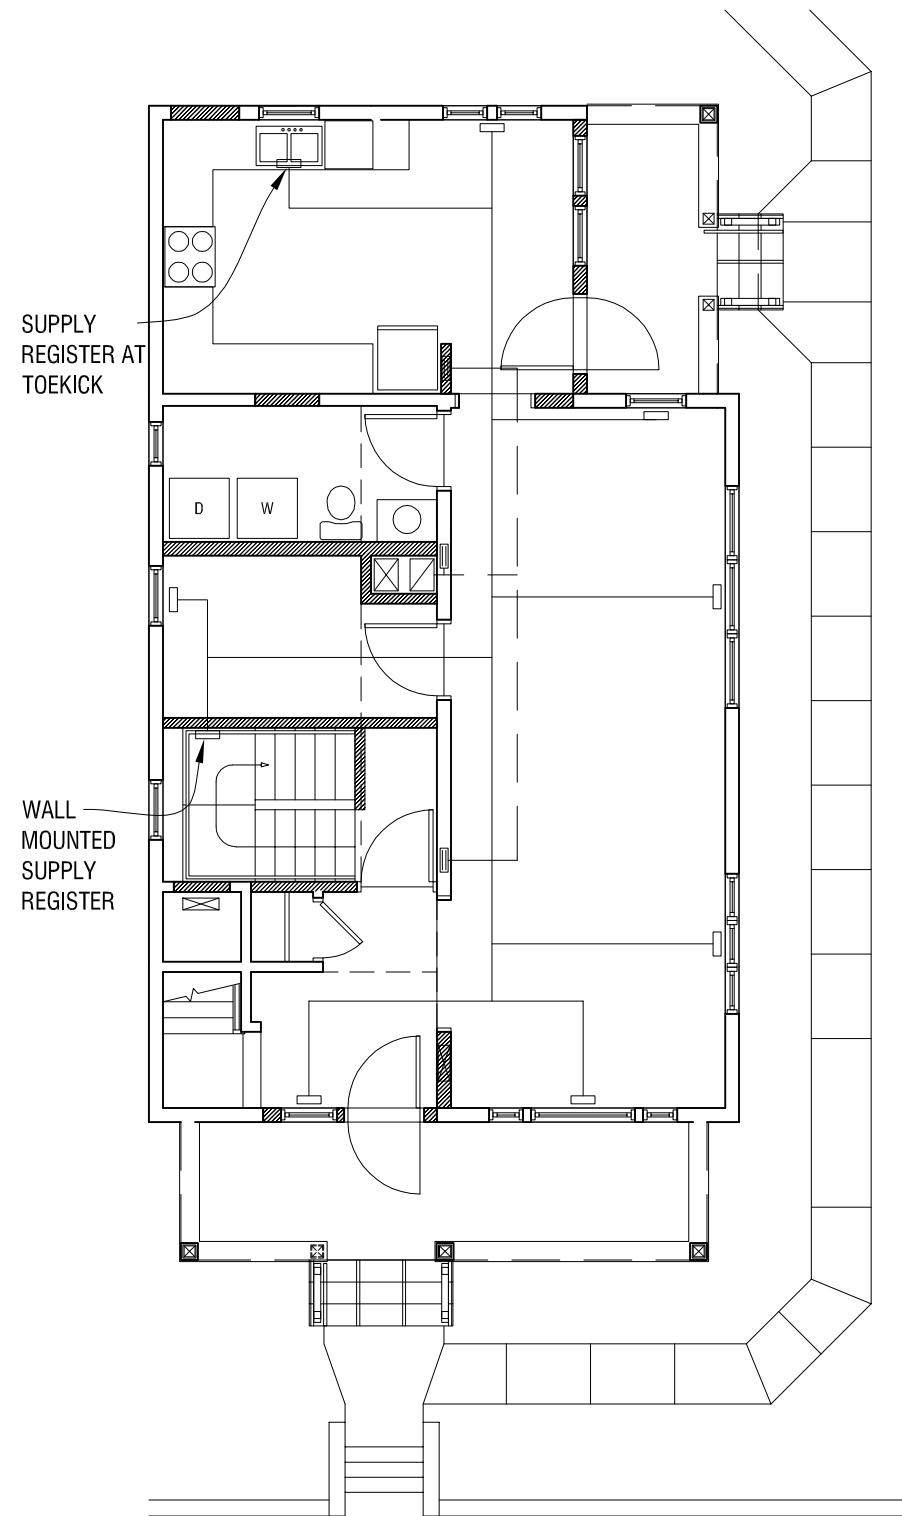 SUPPLY
REGISTER AT
TOEKICK
D W
WALL
MOUNTED
SUPPLY
REGISTER